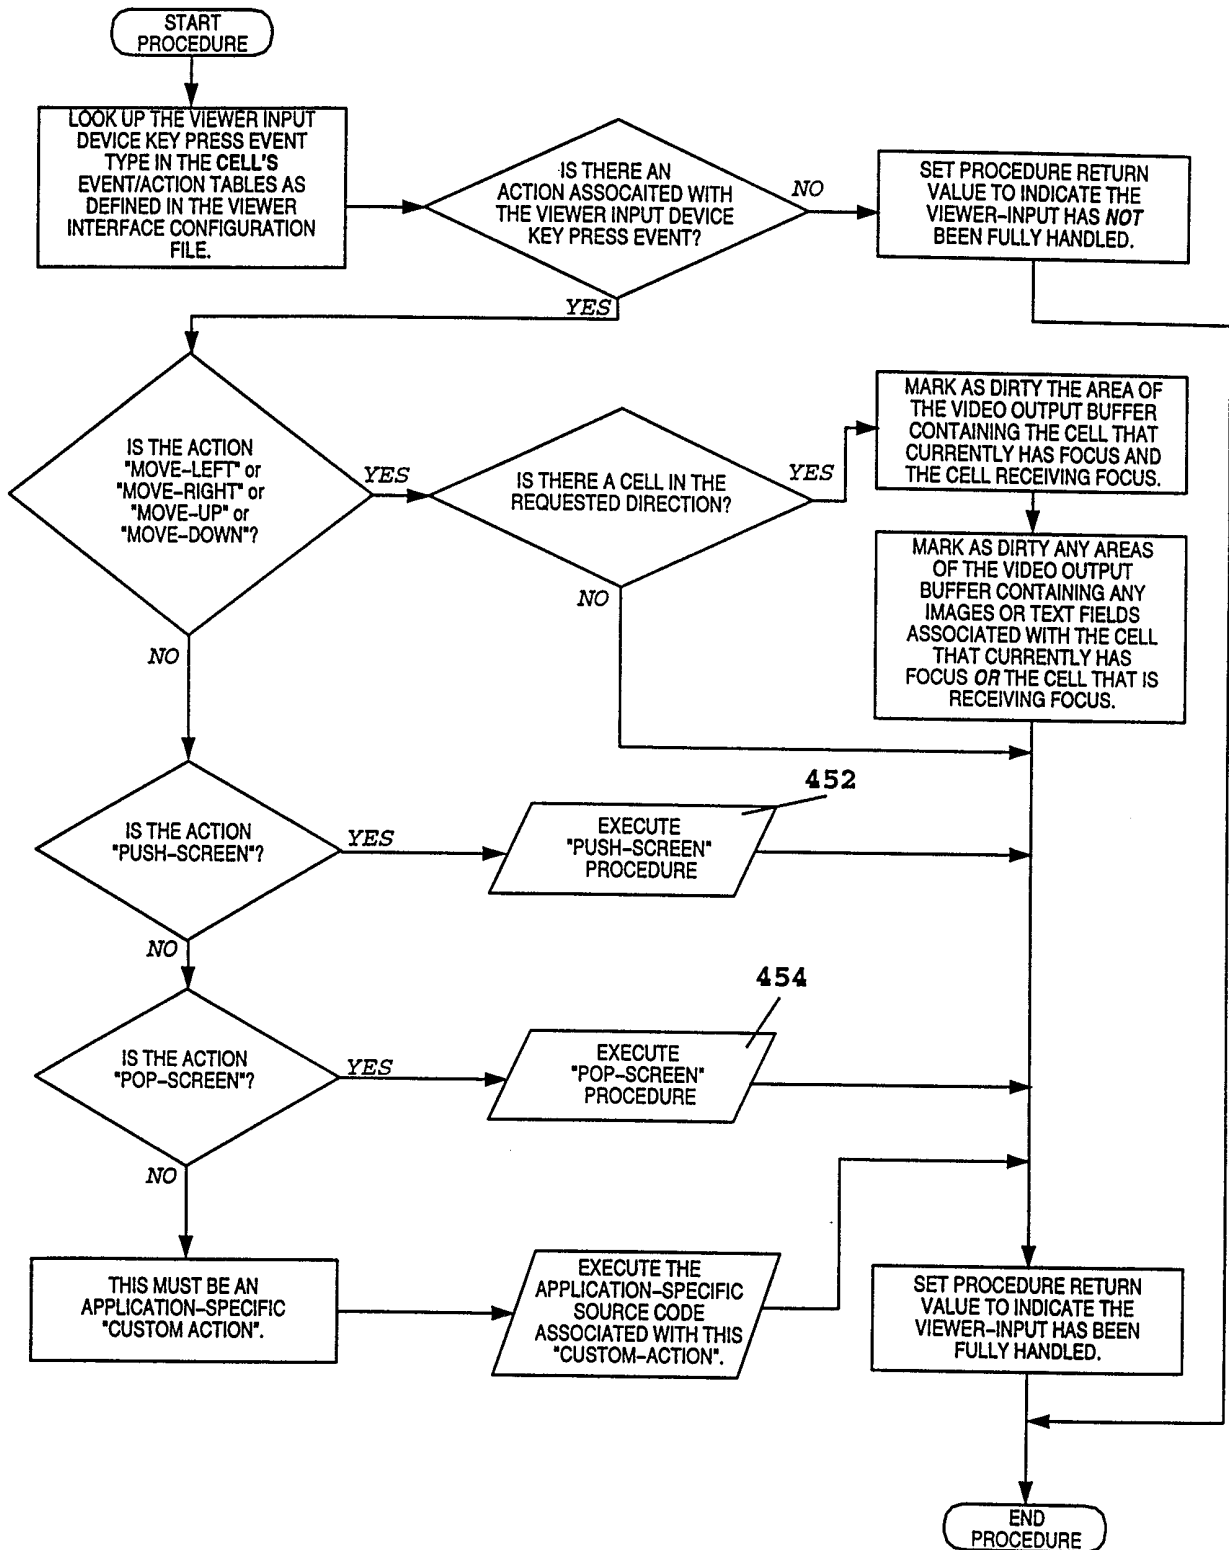 START
PROCEDURE
LOOK UP THE VIEWER INPUT
DEVICE KEY PRESS EVENT
TYPE IN THE CELL'S
EVENT/ACTION TABLES AS
DEFINED IN THE VIEWER
INTERFACE CONFIGURATION
FILE.
IS THERE AN
ACTION ASSOCAITED WITH
THE VIEWER INPUT DEVICE
KEY PRESS EVENT?
NO
SET PROCEDURE RETURN
VALUE TO INDICATE THE
VIEWER-INPUT HAS NOT
BEEN FULLY HANDLED.
YES
IS THE ACTION
"MOVE-LEFT" or
"MOVE-RIGHT" or
"MOVE-UP" or
"MOVE-DOWN"?
YES
IS THERE A CELL IN THE
REQUESTED DIRECTION?
YES
MARK AS DIRTY THE AREA OF
THE VIDEO OUTPUT BUFFER
CONTAINING THE CELL THAT
CURRENTLY HAS FOCUS AND
THE CELL RECEIVING FOCUS.
MARK AS DIRTY ANY AREAS
OF THE VIDEO OUTPUT
BUFFER CONTAINING ANY
IMAGES OR TEXT FIELDS
ASSOCIATED WITH THE CELL
THAT CURRENTLY HAS
FOCUS OR THE CELL THAT IS
RECEIVING FOCUS.
NO
NO
IS THE ACTION
"PUSH-SCREEN"?
YES
452
EXECUTE
"PUSH-SCREEN"
PROCEDURE
NO
IS THE ACTION
"POP-SCREEN"?
YES
454
EXECUTE
"POP-SCREEN"
PROCEDURE
NO
THIS MUST BE AN
APPLICATION-SPECIFIC
"CUSTOM ACTION".
EXECUTE THE
APPLICATION-SPECIFIC
SOURCE CODE
ASSOCIATED WITH THIS
"CUSTOM-ACTION".
SET PROCEDURE RETURN
VALUE TO INDICATE THE
VIEWER-INPUT HAS BEEN
FULLY HANDLED.
END
PROCEDURE